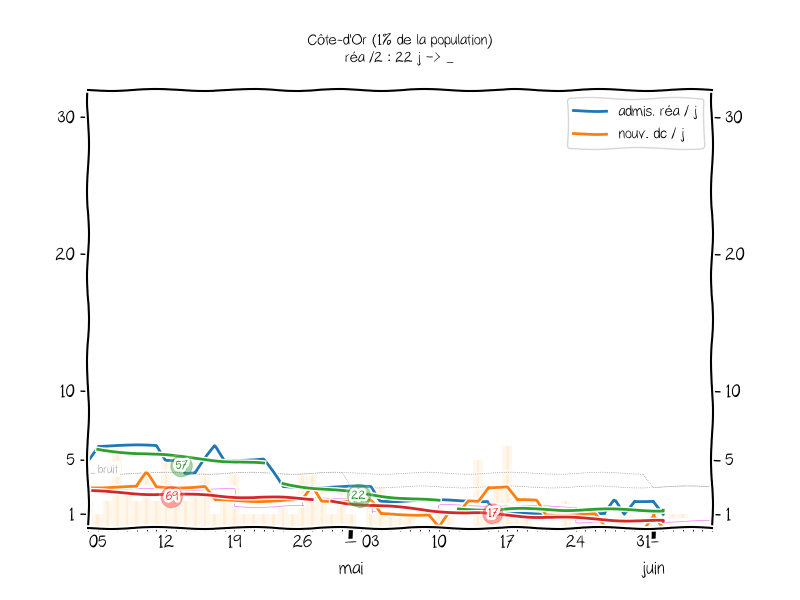 Côte-d'Or (1% de la population)
réa /2 : 22 j -> _
admis. réa / j
nouv. dc / j
30
30
20
20
10
10
5
5
1
1
bruit
57
69
22
17
05 12 19 26 03 10 17 24 31
mai juin